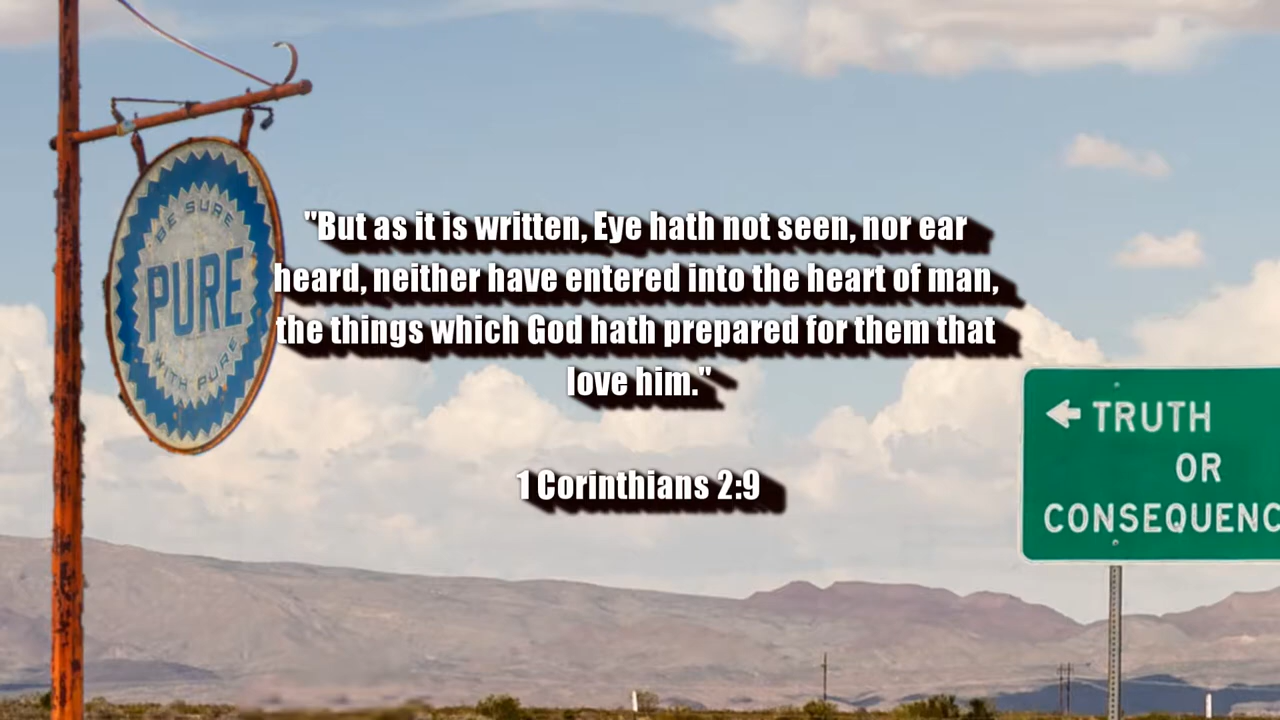 BE SURE
PURE
WITH PURE
"But as it is written, Eye hath not seen, nor ear
heard, neither have entered into the heart of man,
the things which God hath prepared for them that
love him."
1 Corinthians 2:9
← TRUTH
OR
CONSEQUENC